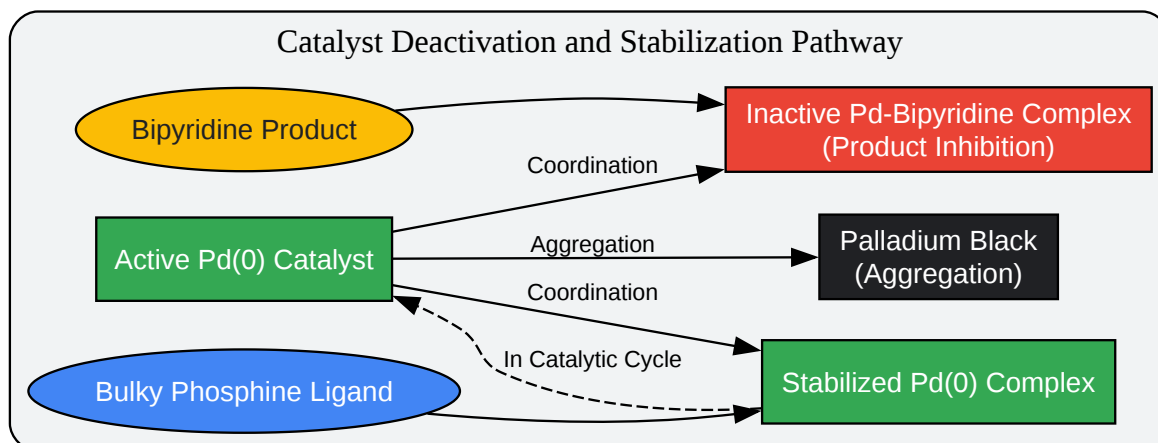 Catalyst Deactivation and Stabilization Pathway
Bipyridine Product
Inactive Pd-Bipyridine Complex
(Product Inhibition)
Coordination
Active Pd(0) Catalyst
Aggregation
Palladium Black
(Aggregation)
Coordination
In Catalytic Cycle
Bulky Phosphine Ligand
Stabilized Pd(0) Complex